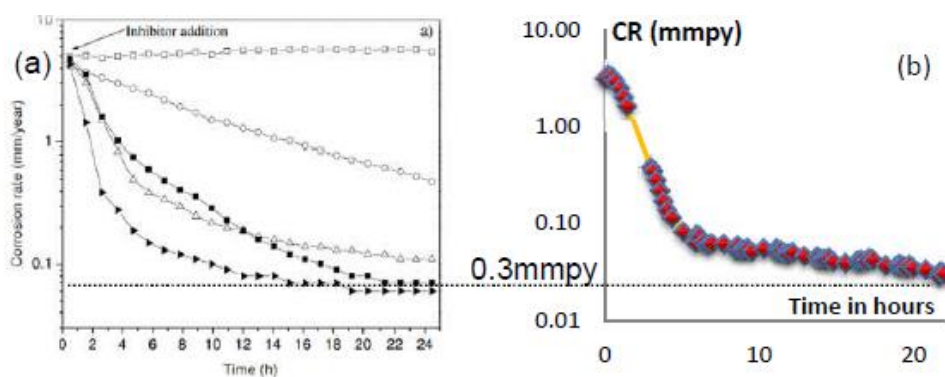 10
Inhibitor addition
a)
(a)
1
Corrosion rate (mm/year)
0.1
0 2 4 6 8 10 12 14 16 18 20 22 24
Time (h)
0.3mmpy
10.00
CR (mmpy)
(b)
1.00
0.10
Time in hours
0.01
0 10 20